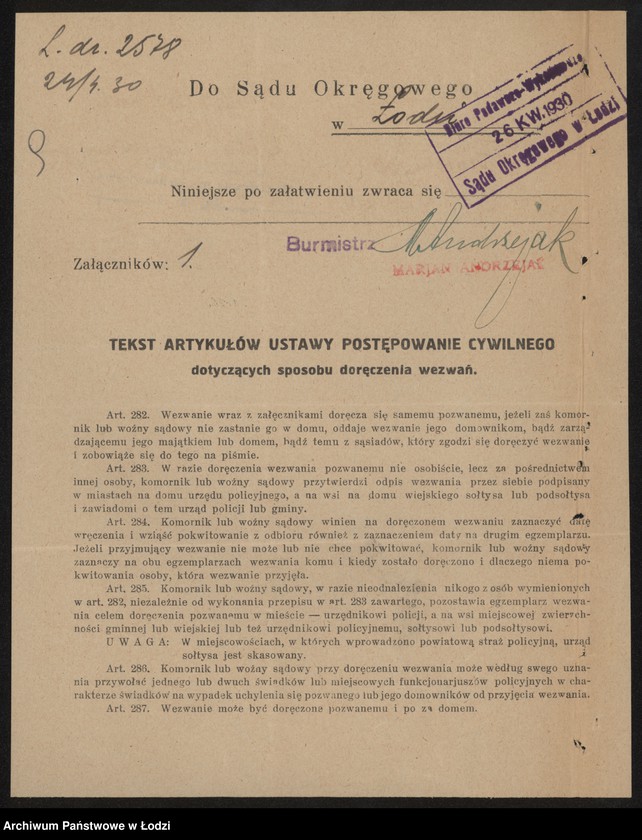 L. dz. 2578
24/4. 30
Do Sądu Okręgowego
w Łodzi
Biuro Podawczo-Wykonawcze
26 KW. 1930
Sądu Okręgowego w Łodzi
Niniejsze po załatwieniu zwraca się
Burmistrz MAndrzejak
MARJAN ANDRZEJAK
Załączników: 1.
TEKST ARTYKUŁÓW USTAWY POSTĘPOWANIE CYWILNEGO
dotyczących sposobu doręczenia wezwań.
Art. 282. Wezwanie wraz z załęcznikami doręcza się samemu pozwanemu, jeżeli zaś komor-
nik lub woźny sądowy nie zastanie go w domu, oddaje wezwanie jego domownikom, bądź zarzą-
dzającemu jego majątkiem lub domem, bądź temu z sąsiadów, który zgodzi się doręczyć wezwanie
i zobowiąże się do tego na piśmie.
Art. 283. W razie doręczenia wezwania pozwanemu nie osobiście, lecz za pośrednictwem
innej osoby, komornik lub woźny sądowy przytwierdzi odpis wezwania przez siebie podpisany
w miastach na domu urzędu policyjnego, a na wsi na domu wiejskiego sołtysa lub podsołtysa
i zawiadomi o tem urząd policji lub gminy.
Art. 284. Komornik lub woźny sądowy winien na doręczonem wezwaniu zaznaczyć datę
wręczenia i wziąść pokwitowanie z odbioru również z zaznaczeniem daty na drugim egzemplarzu.
Jeżeli przyjmujący wezwanie nie może lub nie chce pokwitować, komornik lub woźny sądowy
zaznaczy na obu egzemplarzach wezwania komu i kiedy zostało doręczono i dlaczego niema po-
kwitowania osoby, która wezwanie przyjęła.
Art. 285. Komornik lub woźny sądowy, w razie nieodnalezienia nikogo z osób wymienionych
w art. 282, niezależnie od wykonania przepisu w art. 283 zawartego, pozostawia egzemplarz wezwa-
nia celem doręczenia pozwanemu w mieście — urzędnikowi policji, a na wsi miejscowej zwierzch-
ności gminnej lub wiejskiej lub też urzędnikowi policyjnemu, sołtysowi lub podsołtysowi.
U W A G A: W miejscowościach, w których wprowadzono powiatową straż policyjną, urząd
sołtysa jest skasowany.
Art. 286. Komornik lub woźny sądowy przy doręczeniu wezwania może według swego uzna-
nia przywołać jednego lub dwuch świadków lub miejscowych funkcjonarjuszów policyjnych w cha-
rakterze świadków na wypadek uchylenia się pozwanego lub jego domowników od przyjęcia wezwania.
Art. 287. Wezwanie może być doręczone pozwanemu i po za domem.
Archiwum Państwowe w Łodzi